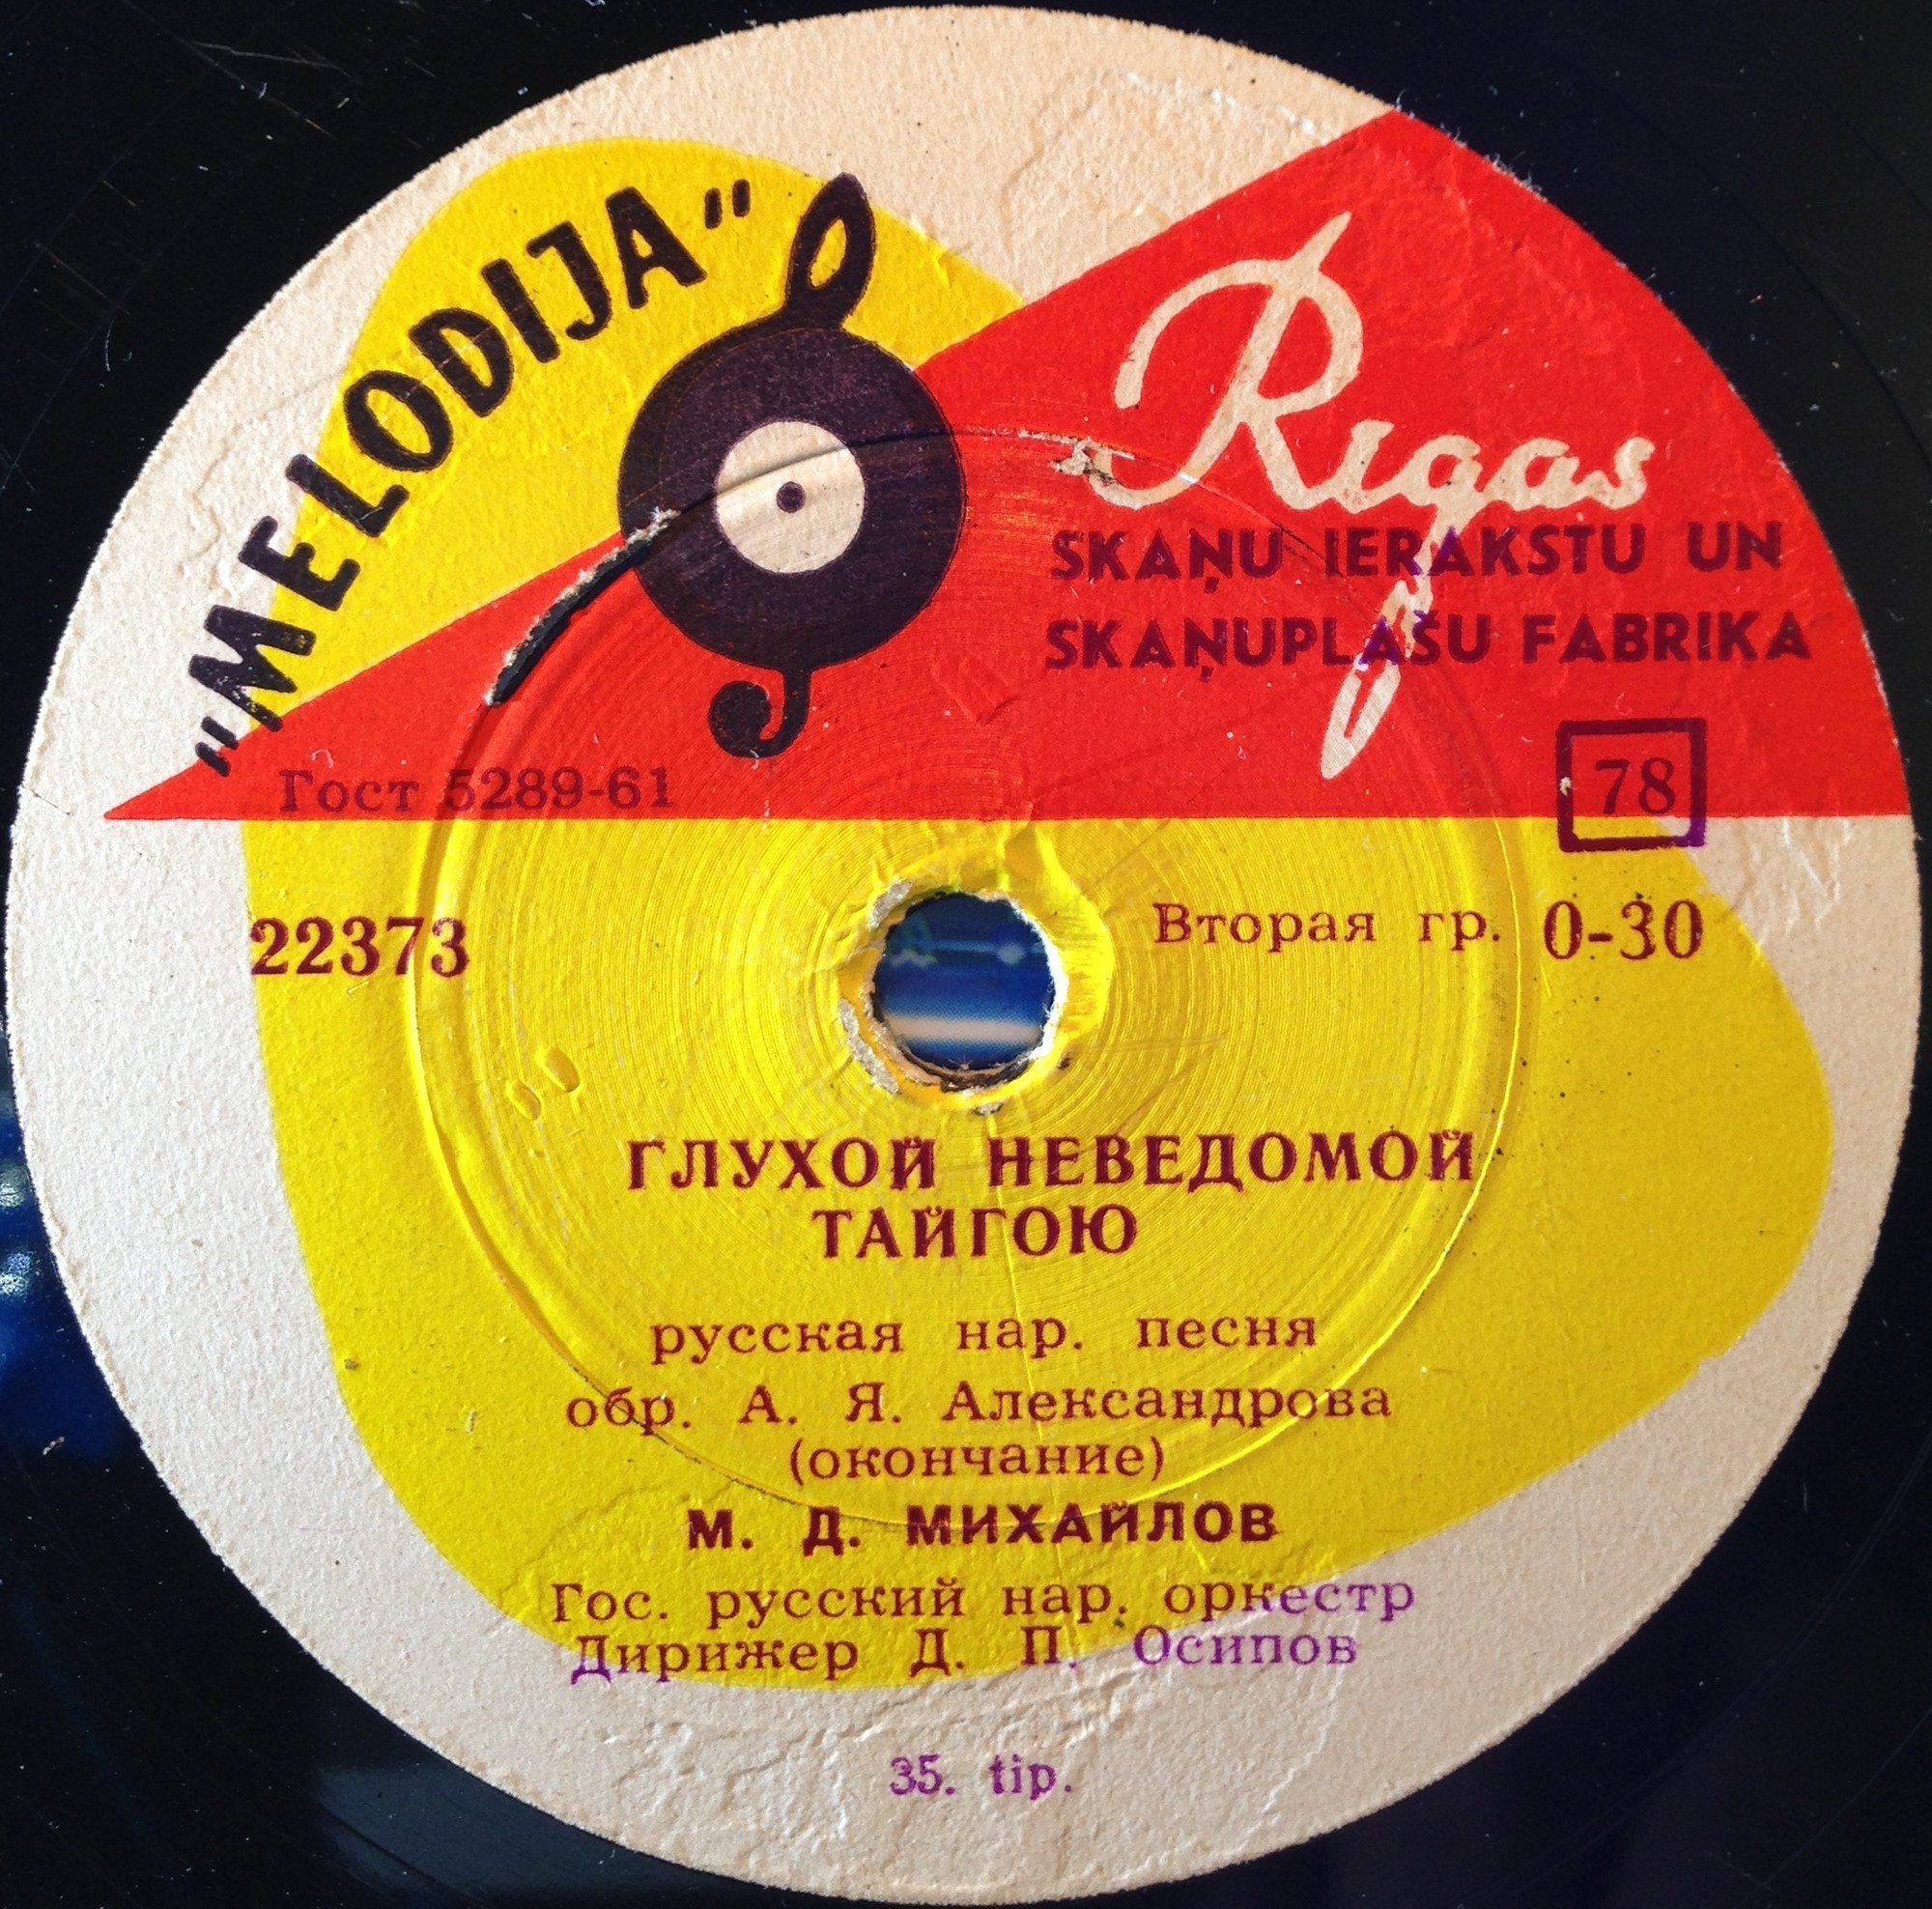 "MELODIJA"
Rigas
SKAŅU IERAKSTU UN
SKAŅUPLAŠU FABRIKA
Гост 5289-61
78
22373
Вторая гр. 0-30
ГЛУХОЙ НЕВЕДОМОЙ
ТАЙГОЮ
русская нар. песня
обр. А. Я. Александрова
(окончание)
М. Д. МИХАЙЛОВ
Гос. русский нар. оркестр
Дирижер Д. П. Осипов
35. tip.